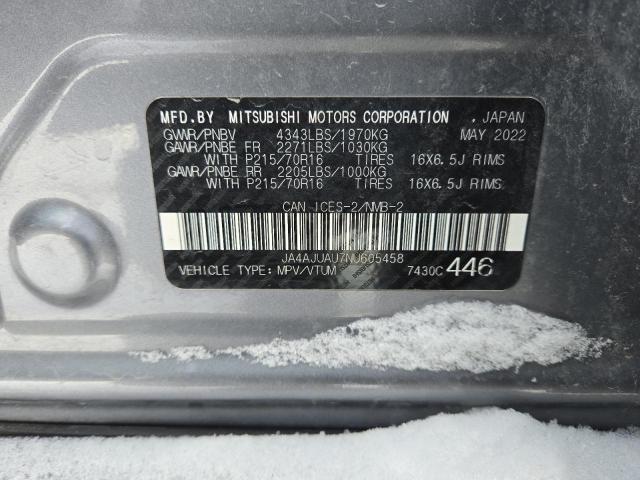 MFD.BY MITSUBISHI MOTORS CORPORATION , JAPAN
GVWR/PNBV 4343LBS/1970KG MAY 2022
GAWR/PNBE FR 2271LBS/1030KG
WITH P215/70R16 TIRES 16X6.5J RIMS
GAWR/PNBE RR 2205LBS/1000KG
WITH P215/70R16 TIRES 16X6.5J RIMS
CAN ICES-2/NMB-2
JA4AJUAU7NU605458
VEHICLE TYPE: MPV/VTUM 7430C 446